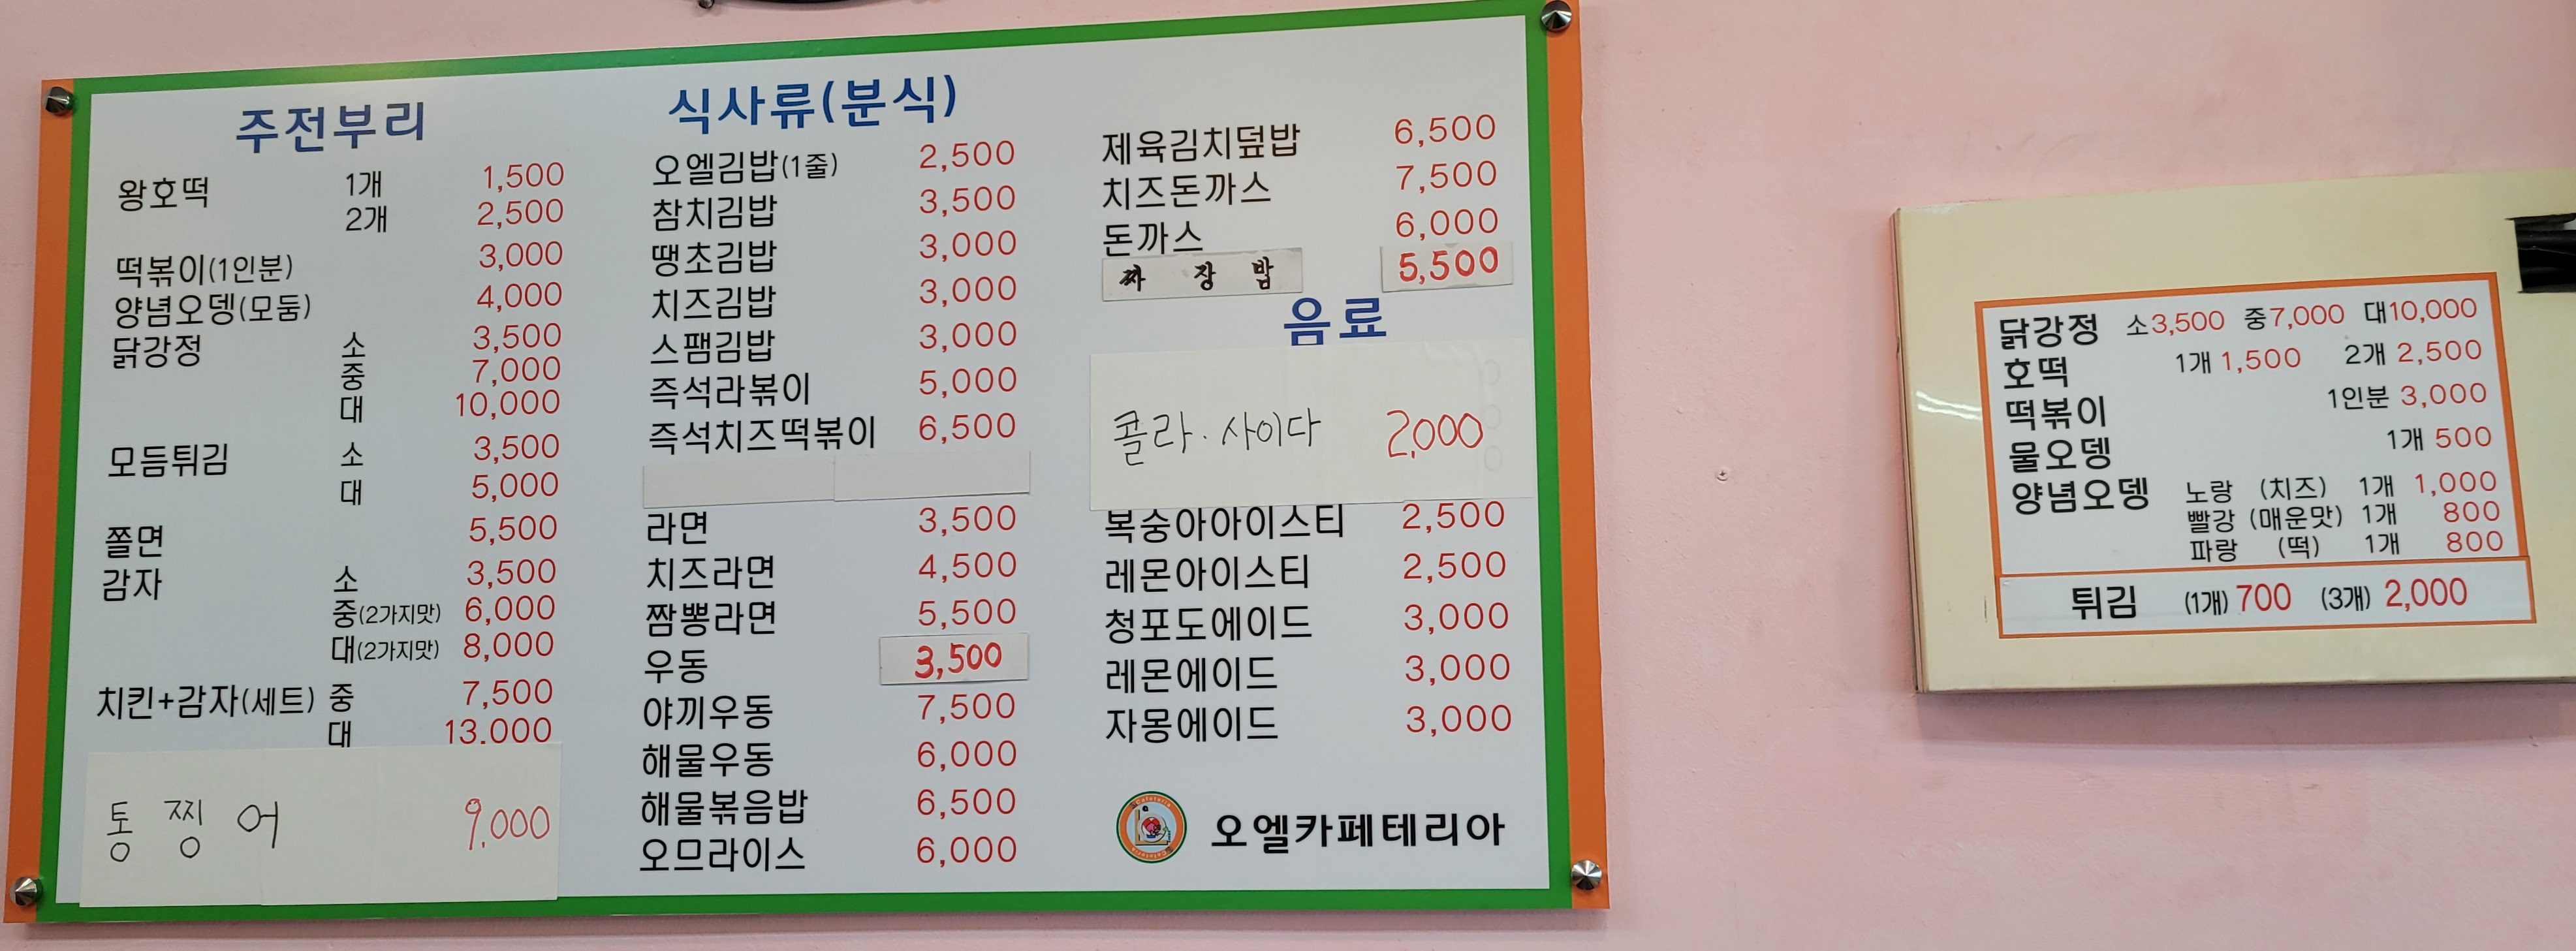 주전부리
왕호떡 1개 1,500
2개 2,500
떡볶이(1인분) 3,000
양념오뎅(모둠) 4,000
닭강정 소 3,500
중 7,000
대 10,000
모듬튀김 소 3,500
대 5,000
쫄면 5,500
감자 소 3,500
중(2가지맛) 6,000
대(2가지맛) 8,000
치킨+감자(세트) 중 7,500
대 13,000
통찡어 9,000
식사류(분식)
오엘김밥(1줄) 2,500
참치김밥 3,500
땡초김밥 3,000
치즈김밥 3,000
스팸김밥 3,000
즉석라볶이 5,000
즉석치즈떡볶이 6,500
라면 3,500
치즈라면 4,500
짬뽕라면 5,500
우동 3,500
야끼우동 7,500
해물우동 6,000
해물볶음밥 6,500
오므라이스 6,000
제육김치덮밥 6,500
치즈돈까스 7,500
돈까스 6,000
짜장밥 5,500
음료
콜라·사이다 2,000
복숭아아이스티 2,500
레몬아이스티 2,500
청포도에이드 3,000
레몬에이드 3,000
자몽에이드 3,000
오엘카페테리아
닭강정 소3,500 중7,000 대10,000
호떡 1개 1,500 2개 2,500
떡볶이 1인분 3,000
물오뎅 1개 500
양념오뎅 노랑 (치즈) 1개 1,000
빨강 (매운맛) 1개 800
파랑 (떡) 1개 800
튀김 (1개) 700 (3개) 2,000